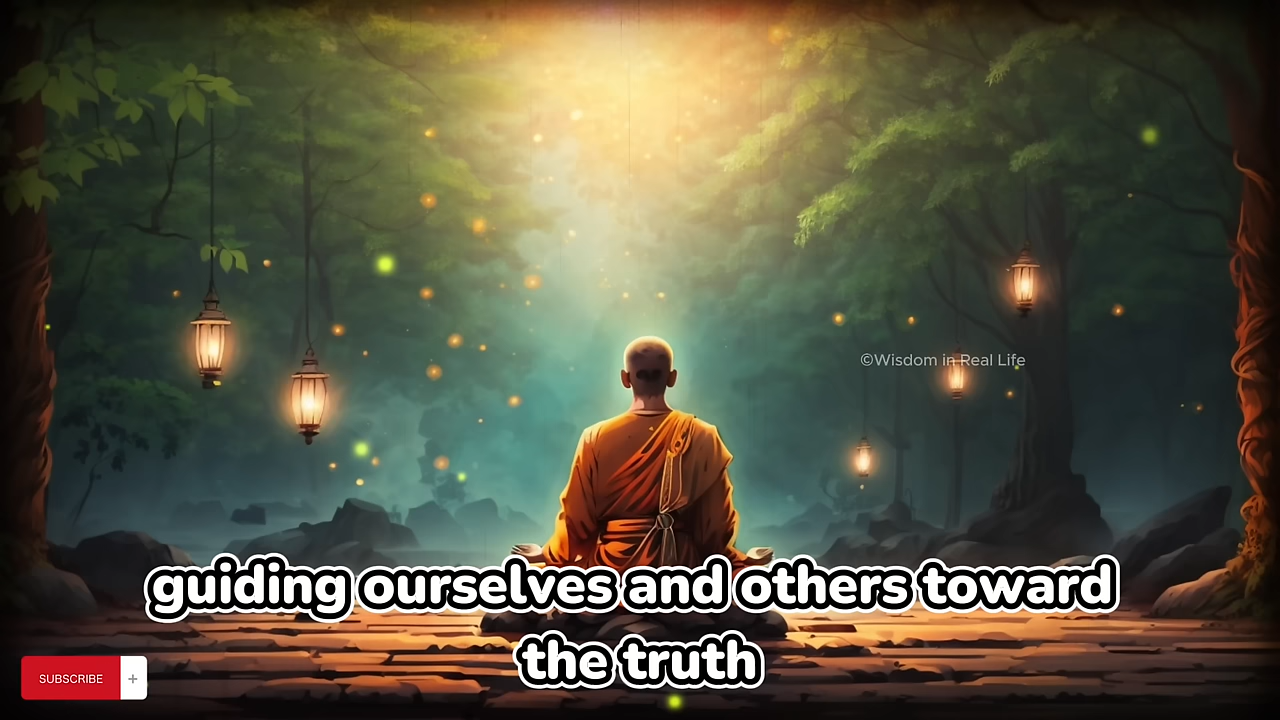 ©Wisdom in Real Life
guiding ourselves and others toward
the truth
SUBSCRIBE +